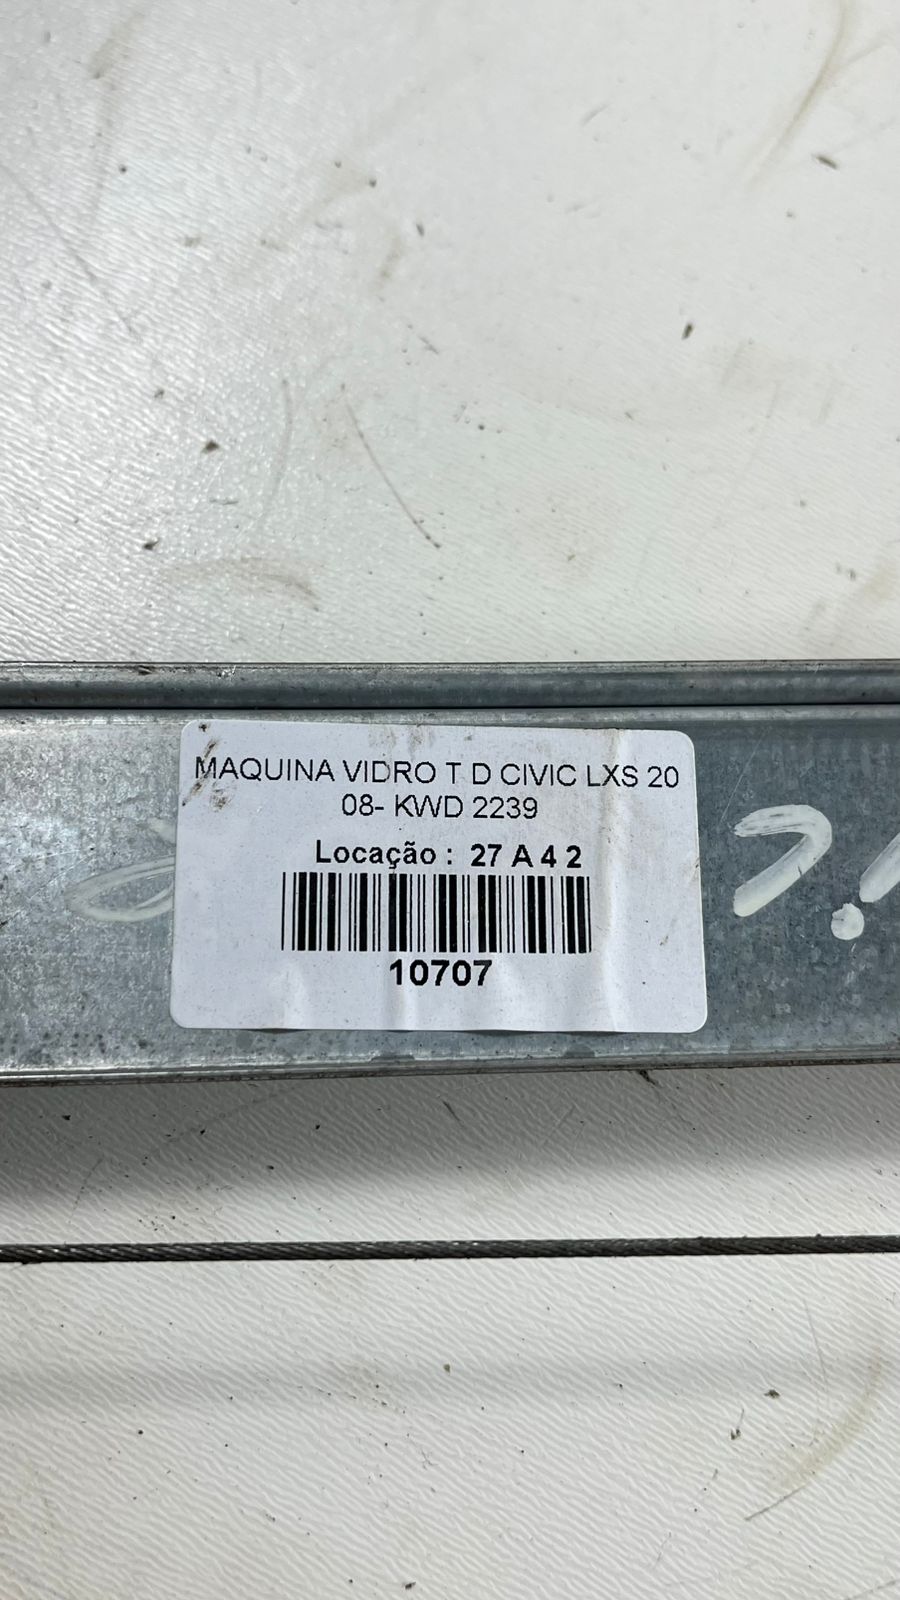 MAQUINA VIDRO T D CIVIC LXS 20
08- KWD 2239
Locação : 27 A 4 2
10707